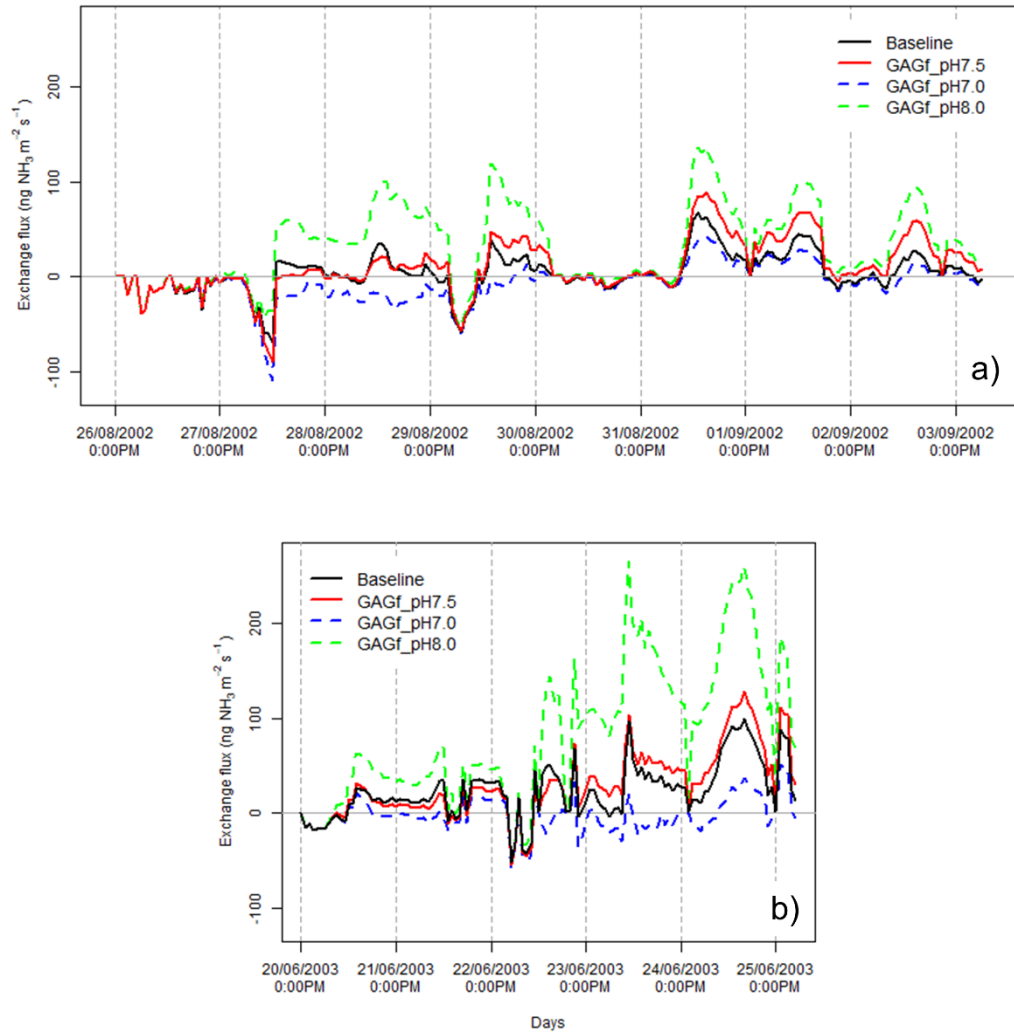 Exchange flux (ng NH₃ m⁻² s⁻¹)
200
100
0
-100
Baseline
GAGf_pH7.5
GAGf_pH7.0
GAGf_pH8.0
a)
26/08/2002 27/08/2002 28/08/2002 29/08/2002 30/08/2002 31/08/2002 01/09/2002 02/09/2002 03/09/2002
0:00PM 0:00PM 0:00PM 0:00PM 0:00PM 0:00PM 0:00PM 0:00PM 0:00PM
Exchange flux (ng NH₃ m⁻² s⁻¹)
200
100
0
-100
Baseline
GAGf_pH7.5
GAGf_pH7.0
GAGf_pH8.0
b)
20/06/2003 21/06/2003 22/06/2003 23/06/2003 24/06/2003 25/06/2003
0:00PM 0:00PM 0:00PM 0:00PM 0:00PM 0:00PM
Days